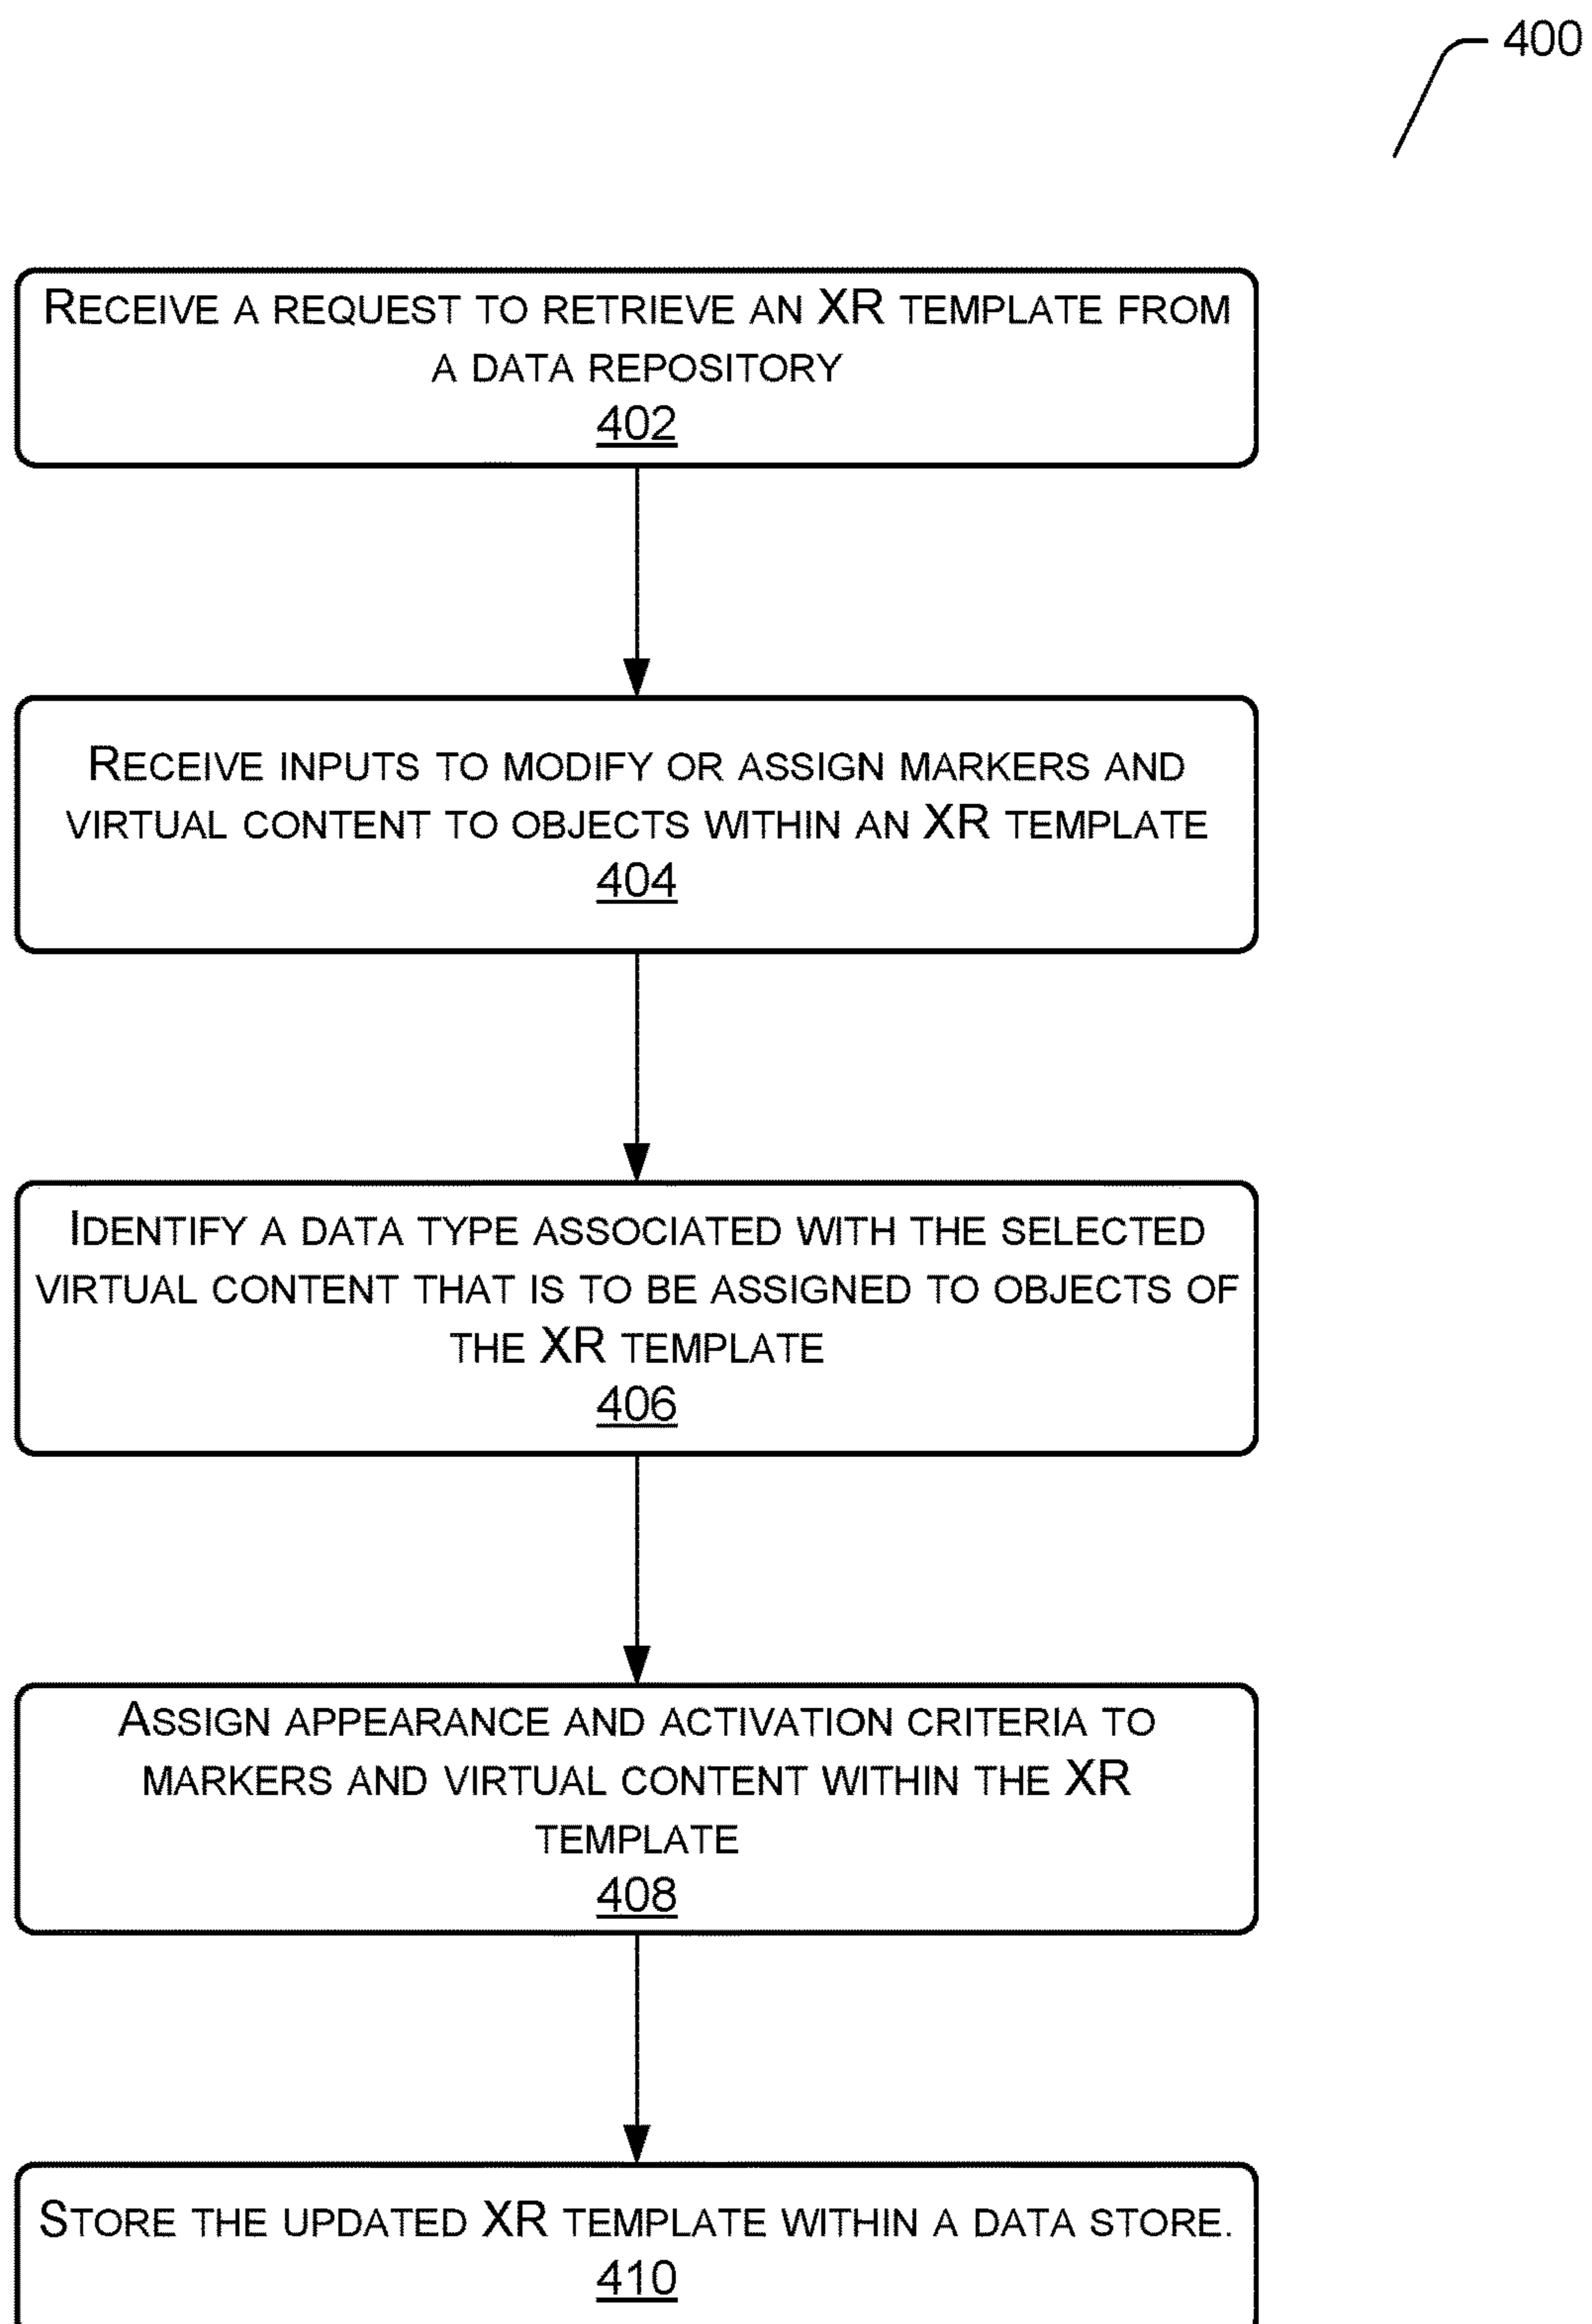 400
RECEIVE A REQUEST TO RETRIEVE AN XR TEMPLATE FROM
A DATA REPOSITORY
402
RECEIVE INPUTS TO MODIFY OR ASSIGN MARKERS AND
VIRTUAL CONTENT TO OBJECTS WITHIN AN XR TEMPLATE
404
IDENTIFY A DATA TYPE ASSOCIATED WITH THE SELECTED
VIRTUAL CONTENT THAT IS TO BE ASSIGNED TO OBJECTS OF
THE XR TEMPLATE
406
ASSIGN APPEARANCE AND ACTIVATION CRITERIA TO
MARKERS AND VIRTUAL CONTENT WITHIN THE XR
TEMPLATE
408
STORE THE UPDATED XR TEMPLATE WITHIN A DATA STORE.
410